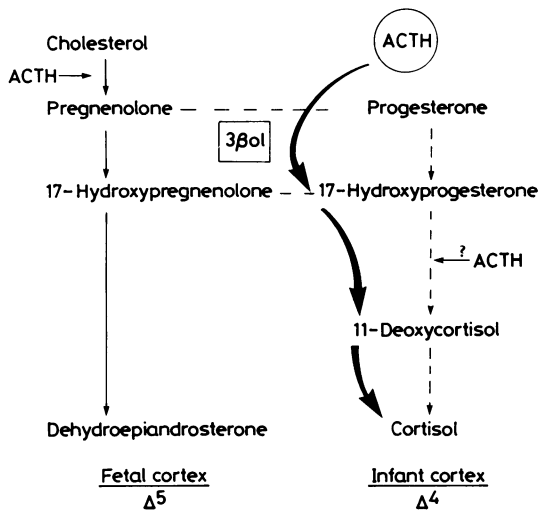 Cholesterol
ACTH
ACTH
Pregnenolone
Progesterone
3βol
17-Hydroxypregnenolone
17-Hydroxyprogesterone
?
ACTH
11-Deoxycortisol
Dehydroepiandrosterone
Cortisol
Fetal cortex
Δ5
Infant cortex
Δ4